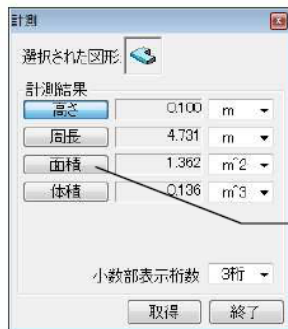 計測
選択された図形
計測結果
高さ 0.100 m
周長 4.731 m
面積 1.362 m^2
体積 0.136 m^3
小数部表示桁数 3桁
取得 終了